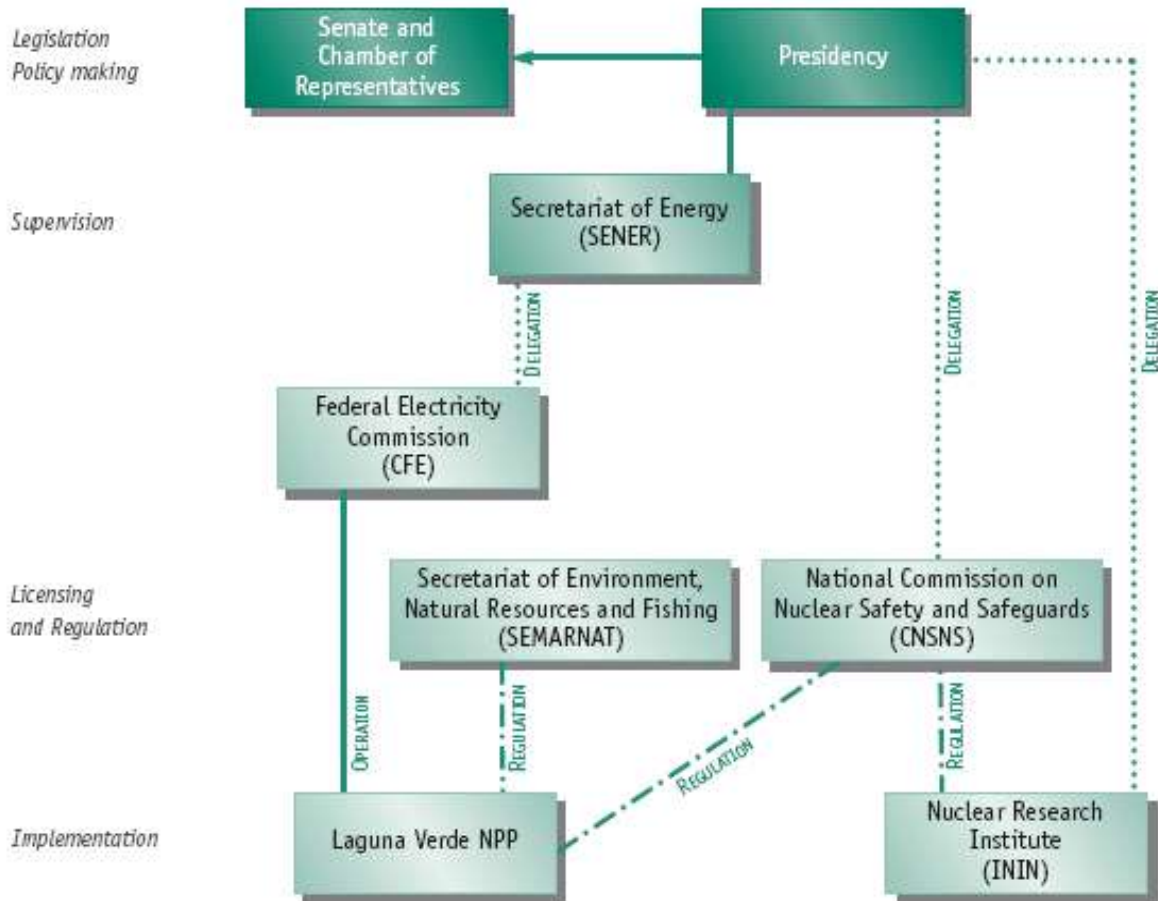 Legislation
Policy making
Senate and
Chamber of
Representatives
Presidency
Supervision
Secretariat of Energy
(SENER)
DELEGATION
DELEGATION
DELEGATION
Federal Electricity
Commission
(CFE)
Licensing
and Regulation
Secretariat of Environment,
Natural Resources and Fishing
(SEMARNAT)
National Commission on
Nuclear Safety and Safeguards
(CNSNS)
OPERATION
REGULATION
REGULATION
REGULATION
Implementation
Laguna Verde NPP
Nuclear Research
Institute
(ININ)